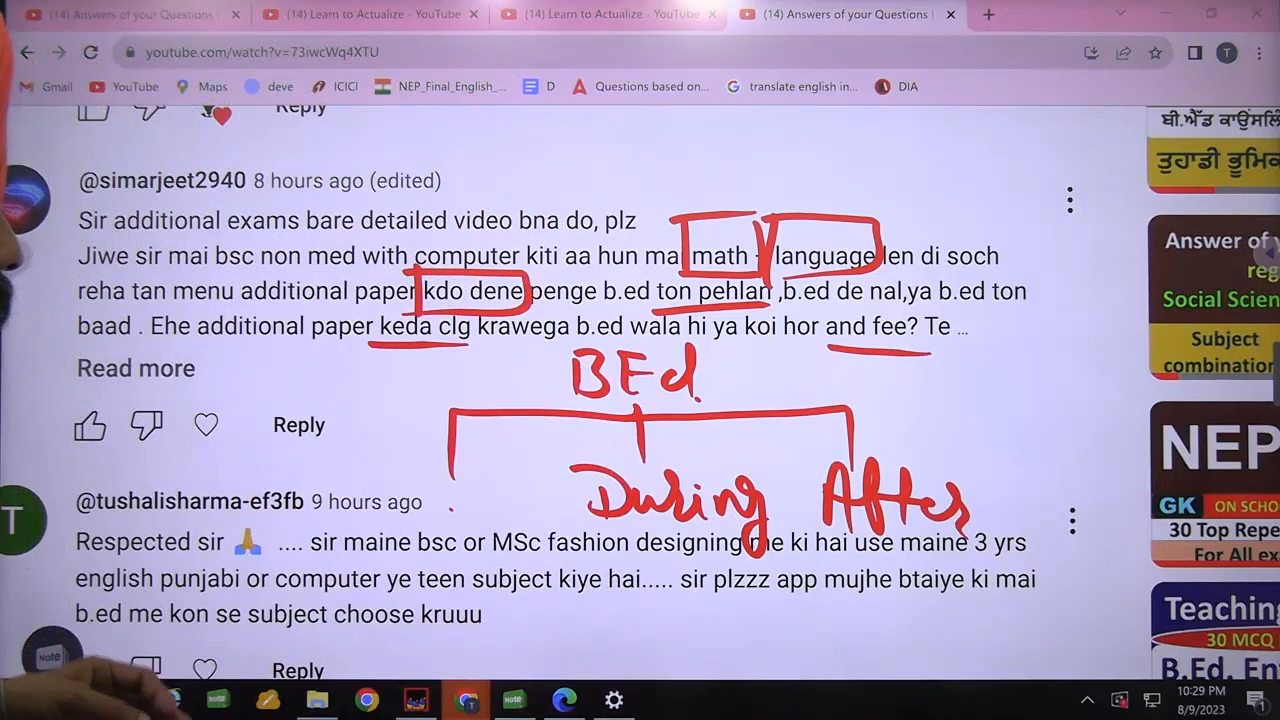 (14) Learn to Actualize - YouTube
(14) Learn to Actualize - YouTube
(14) Answers of your Questions
youtube.com/watch?v=73iwcWq4XTU
T
Gmail
YouTube
Maps
deve
ICICI
NEP_Final_English_...
D
Questions based on...
translate english in...
DIA
Reply
@simarjeet2940 8 hours ago (edited)
Sir additional exams bare detailed video bna do, plz
Jiwe sir mai bsc non med with computer kiti aa hun mai math language len di soch
reha tan menu additional paper kdo dene penge b.ed ton pehlan ,b.ed de nal,ya b.ed ton
baad . Ehe additional paper keda clg krawega b.ed wala hi ya koi hor and fee? Te ...
Read more
BEd.
Reply
During After
T
@tushalisharma-ef3fb 9 hours ago
Respected sir 🙏 .... sir maine bsc or MSc fashion designing me ki hai use maine 3 yrs
english punjabi or computer ye teen subject kiye hai..... sir plzzz app mujhe btaiye ki mai
b.ed me kon se subject choose kruuu
Note
Reply
ਬੀ.ਐੱਡ ਕਾਉਂਸਲਿੰ
ਤੁਹਾਡੀ ਭੂਮਿਕ
Answer of
reg
Social Scien
Subject
combination
NEP
GK ON SCHO
30 Top Repe
For All ex
Teaching
30 MCQ
B.Ed. En
Note
T
Note
10:29 PM
8/9/2023
1